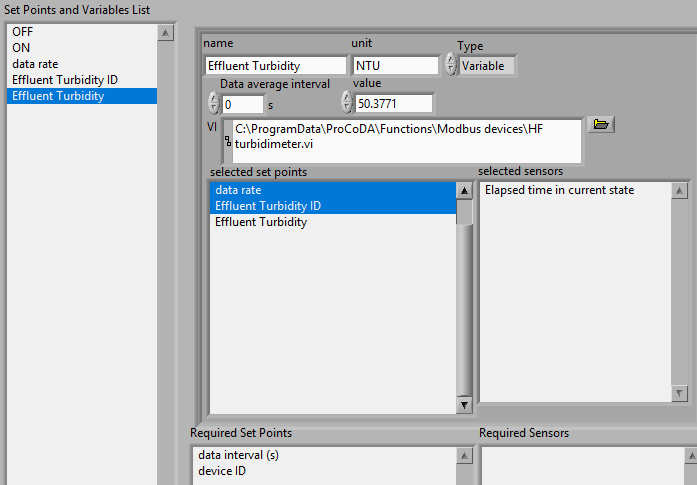 Set Points and Variables List
OFF
ON
data rate
Effluent Turbidity ID
Effluent Turbidity
name
unit
Type
Effluent Turbidity
NTU
Variable
Data average interval
value
0
s
50.3771
VI
C:\ProgramData\ProCoDA\Functions\Modbus devices\HF
turbidimeter.vi
selected set points
selected sensors
data rate
Effluent Turbidity ID
Effluent Turbidity
Elapsed time in current state
Required Set Points
Required Sensors
data interval (s)
device ID